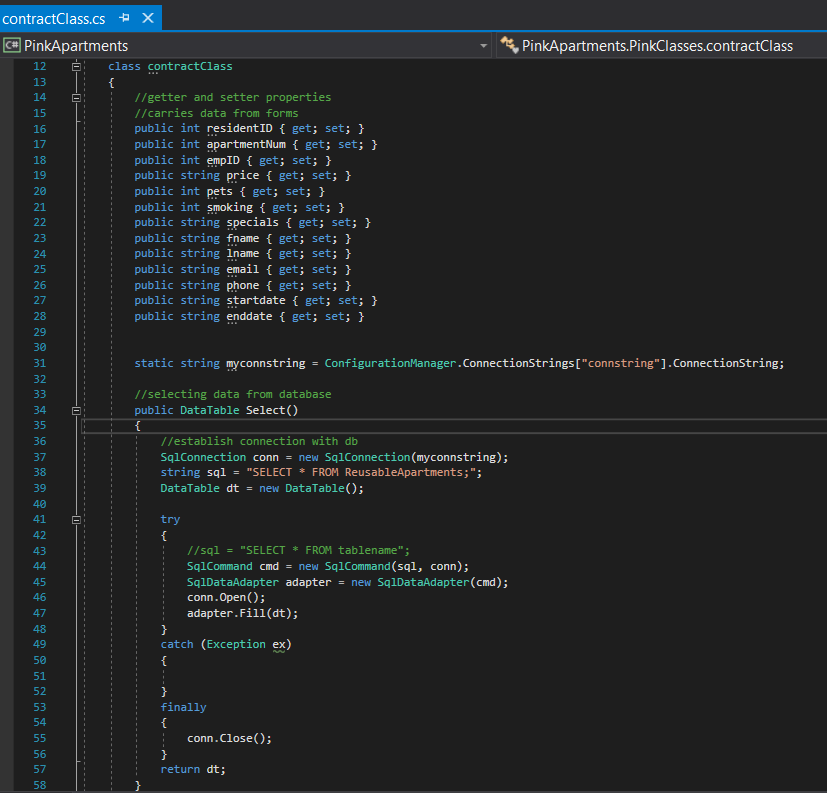 contractClass.cs
C# PinkApartments PinkApartments.PinkClasses.contractClass
12 class contractClass
13 {
14 //getter and setter properties
15 //carries data from forms
16 public int residentID { get; set; }
17 public int apartmentNum { get; set; }
18 public int empID { get; set; }
19 public string price { get; set; }
20 public int pets { get; set; }
21 public int smoking { get; set; }
22 public string specials { get; set; }
23 public string fname { get; set; }
24 public string lname { get; set; }
25 public string email { get; set; }
26 public string phone { get; set; }
27 public string startdate { get; set; }
28 public string enddate { get; set; }
29
30
31 static string myconnstring = ConfigurationManager.ConnectionStrings["connstring"].ConnectionString;
32
33 //selecting data from database
34 public DataTable Select()
35 {
36 //establish connection with db
37 SqlConnection conn = new SqlConnection(myconnstring);
38 string sql = "SELECT * FROM ReusableApartments;";
39 DataTable dt = new DataTable();
40
41 try
42 {
43 //sql = "SELECT * FROM tablename";
44 SqlCommand cmd = new SqlCommand(sql, conn);
45 SqlDataAdapter adapter = new SqlDataAdapter(cmd);
46 conn.Open();
47 adapter.Fill(dt);
48 }
49 catch (Exception ex)
50 {
51
52 }
53 finally
54 {
55 conn.Close();
56 }
57 return dt;
58 }